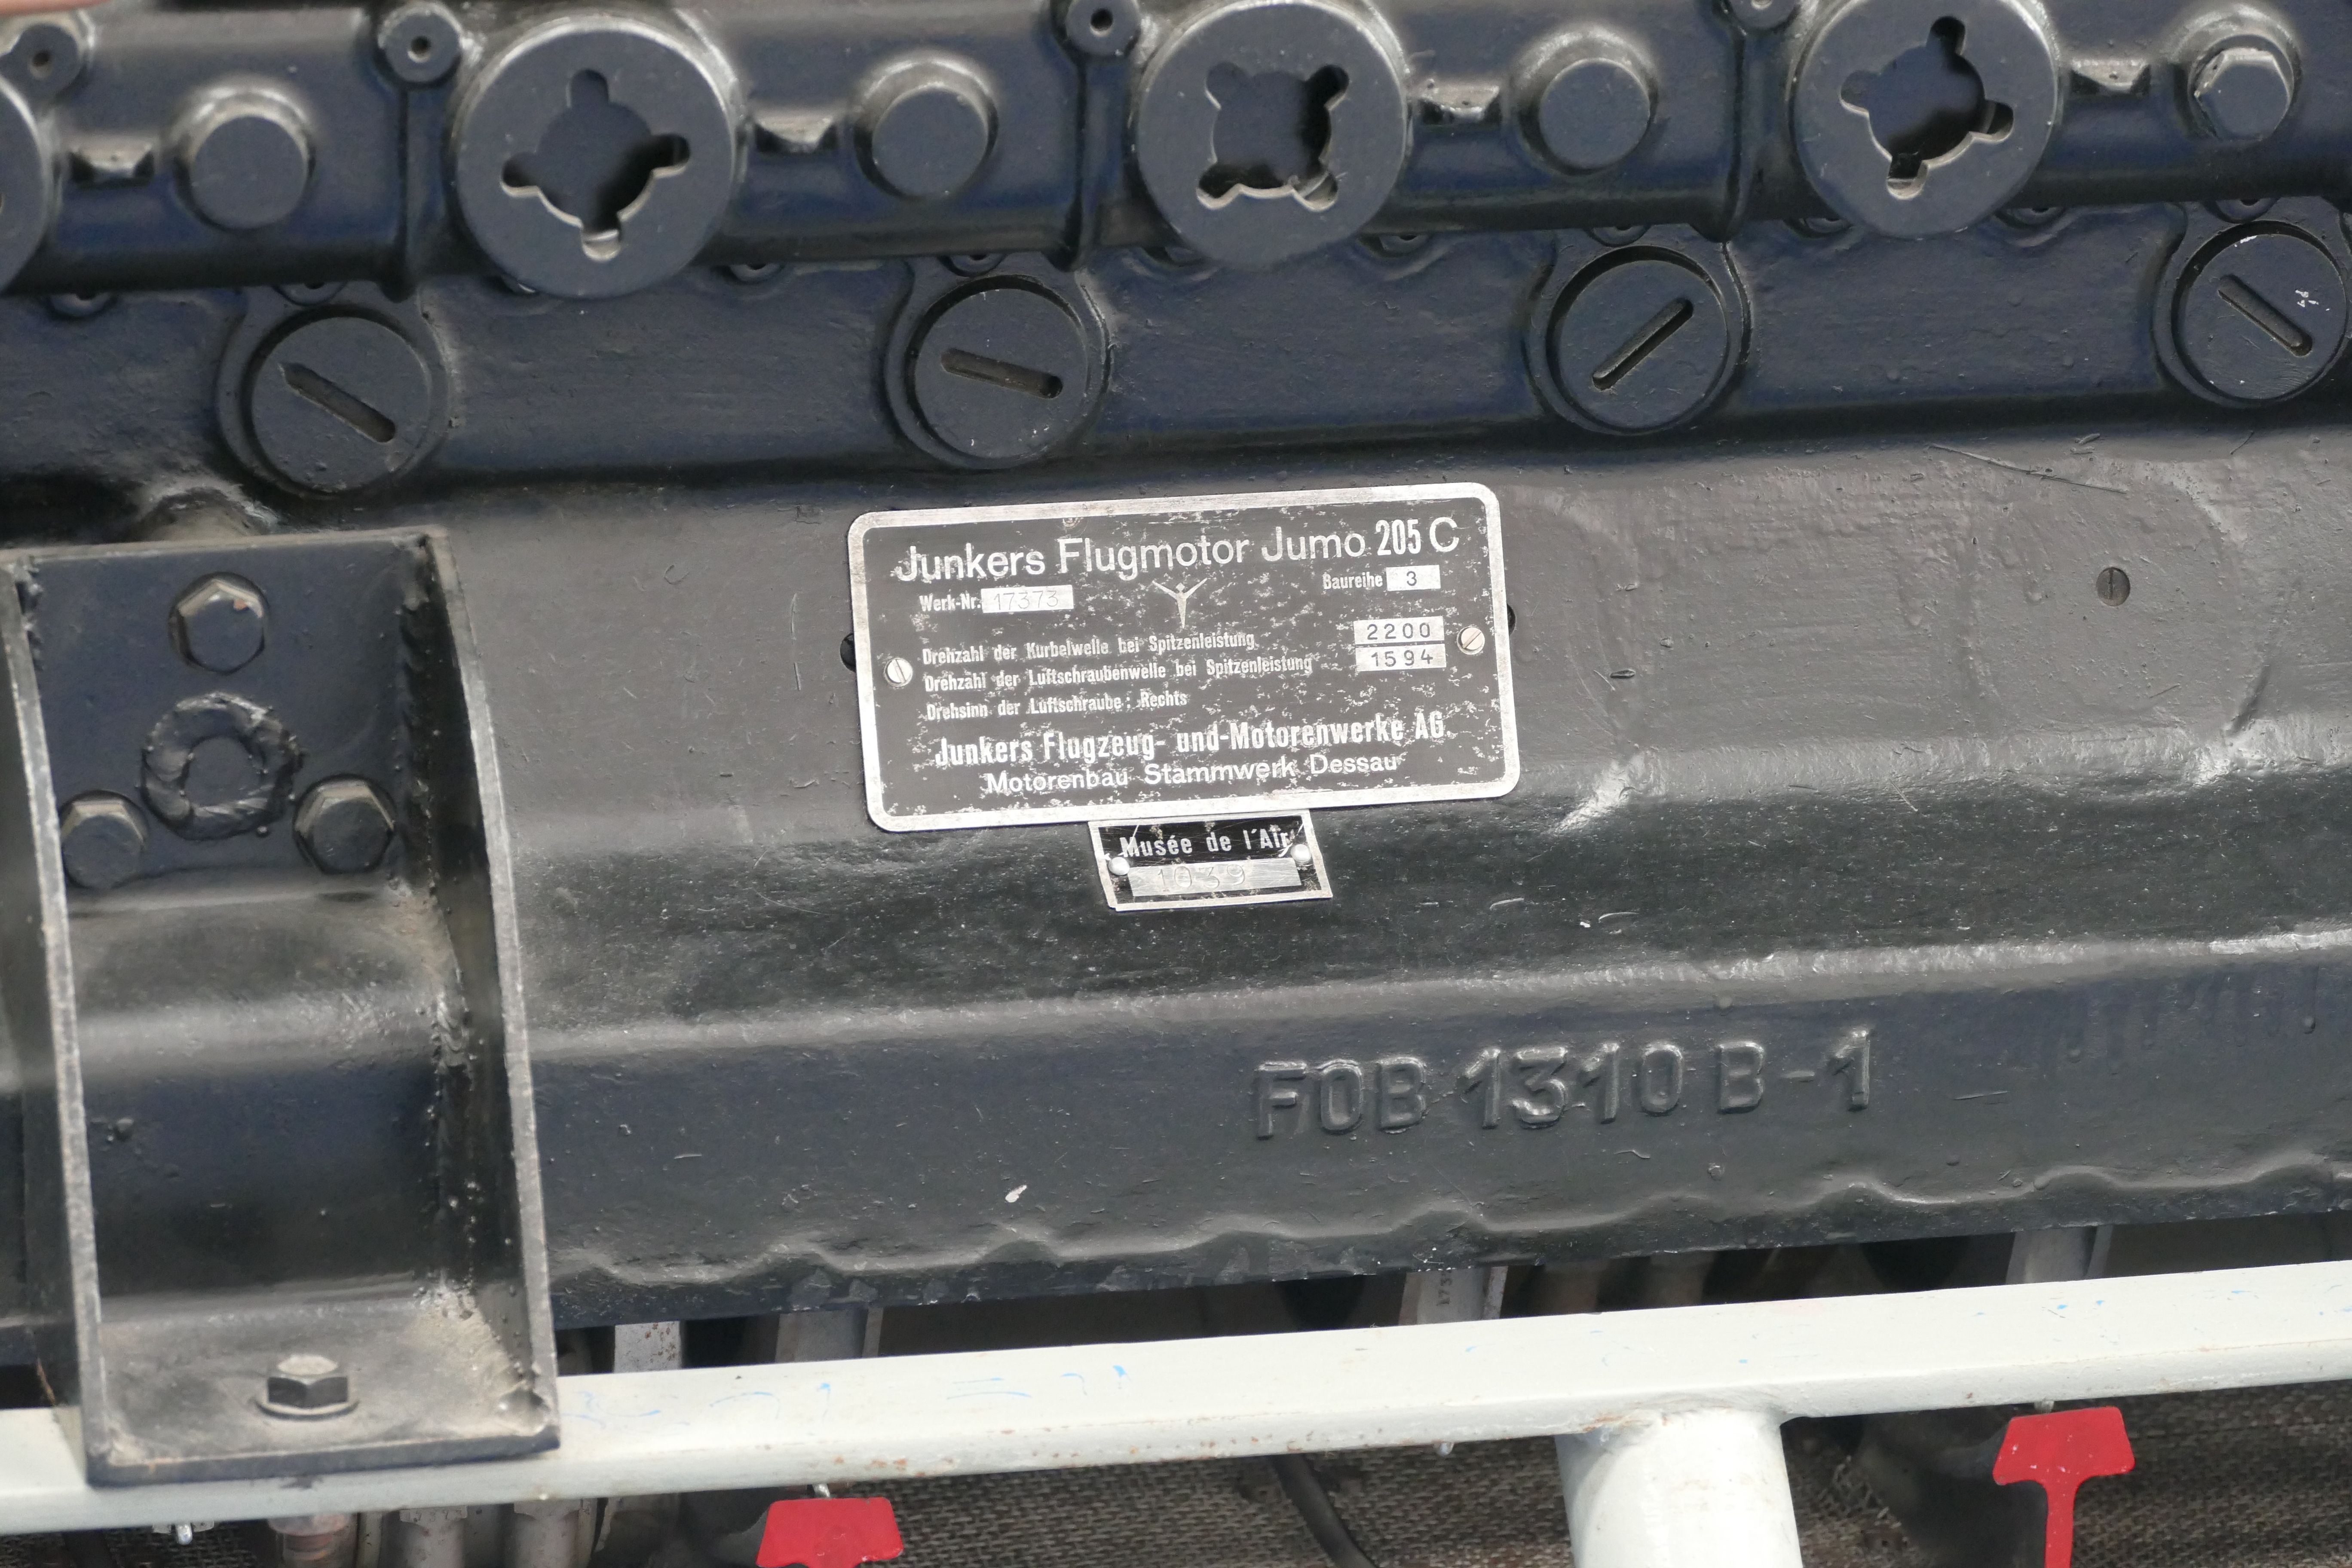 Junkers Flugmotor Jumo 205 C
Werk-Nr. 17373 Baureihe 3
Drehzahl der Kurbelwelle bei Spitzenleistung 2200
Drehzahl der Luftschraubenwelle bei Spitzenleistung 1594
Drehsinn der Luftschraube: Rechts
Junkers Flugzeug- und-Motorenwerke AG.
Motorenbau Stammwerk Dessau
Musée de l'Air
1039
FOB 1310 B-1